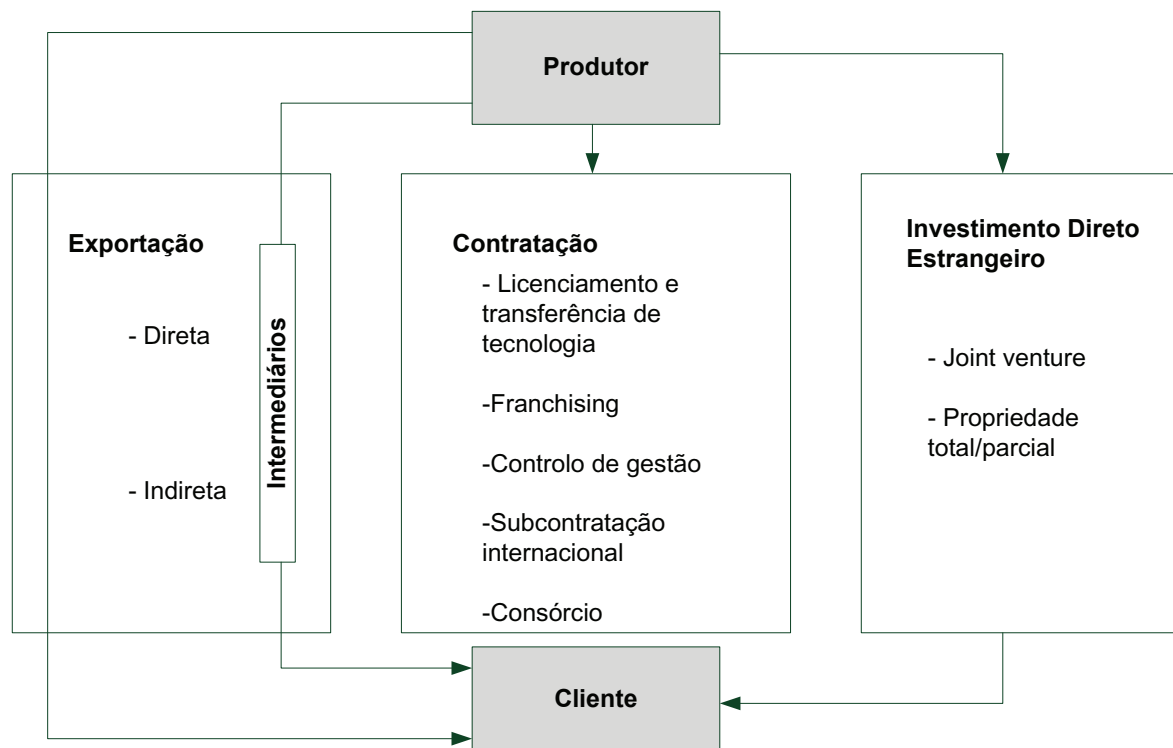 Produtor
Exportação
- Direta
- Indireta
Intermediários
Contratação
- Licenciamento e
transferência de
tecnologia
-Franchising
-Controlo de gestão
-Subcontratação
internacional
-Consórcio
Investimento Direto
Estrangeiro
- Joint venture
- Propriedade
total/parcial
Cliente